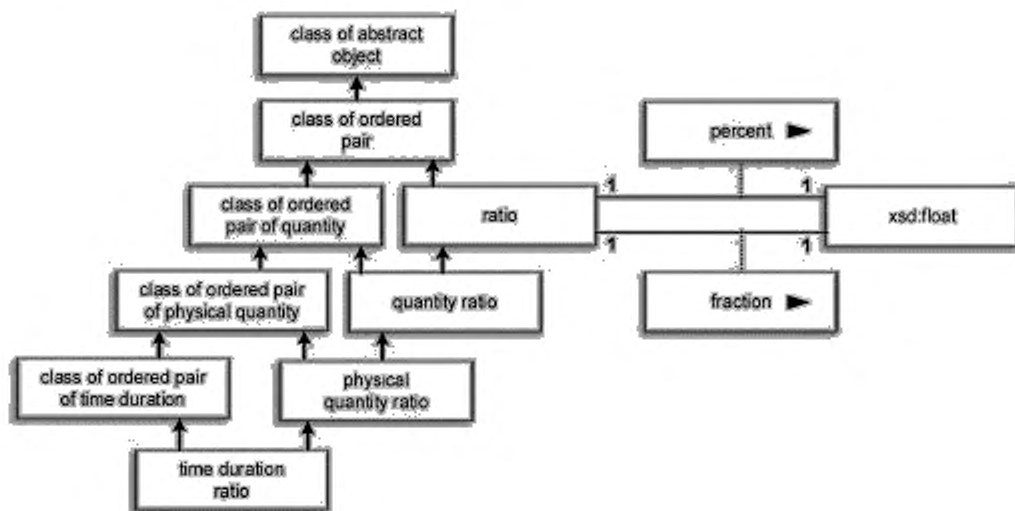 class of abstract
object
class of ordered
pair
percent ►
class of ordered
pair of quantity
ratio
1
1
xsd:float
1
1
class of ordered pair
of physical quantity
quantity ratio
fraction ►
class of ordered pair
of time duration
physical
quantity ratio
time duration
ratio